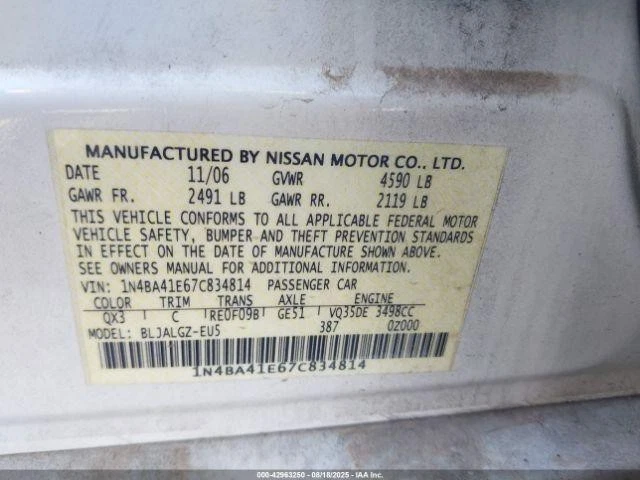 MANUFACTURED BY NISSAN MOTOR CO., LTD.
DATE 11/06 GVWR 4590 LB
GAWR FR. 2491 LB GAWR RR. 2119 LB
THIS VEHICLE CONFORMS TO ALL APPLICABLE FEDERAL MOTOR
VEHICLE SAFETY, BUMPER AND THEFT PREVENTION STANDARDS
IN EFFECT ON THE DATE OF MANUFACTURE SHOWN ABOVE.
SEE OWNERS MANUAL FOR ADDITIONAL INFORMATION.
VIN: 1N4BA41E67C834814 PASSENGER CAR
COLOR TRIM TRANS AXLE ENGINE
QX3 C RE0F09B GE51 VQ35DE 3498CC
MODEL: BLJALGZ-EU5 387 0Z000
1N4BA41E67C834814
000-42963250 | 08/18/2025 - IAA, Inc.